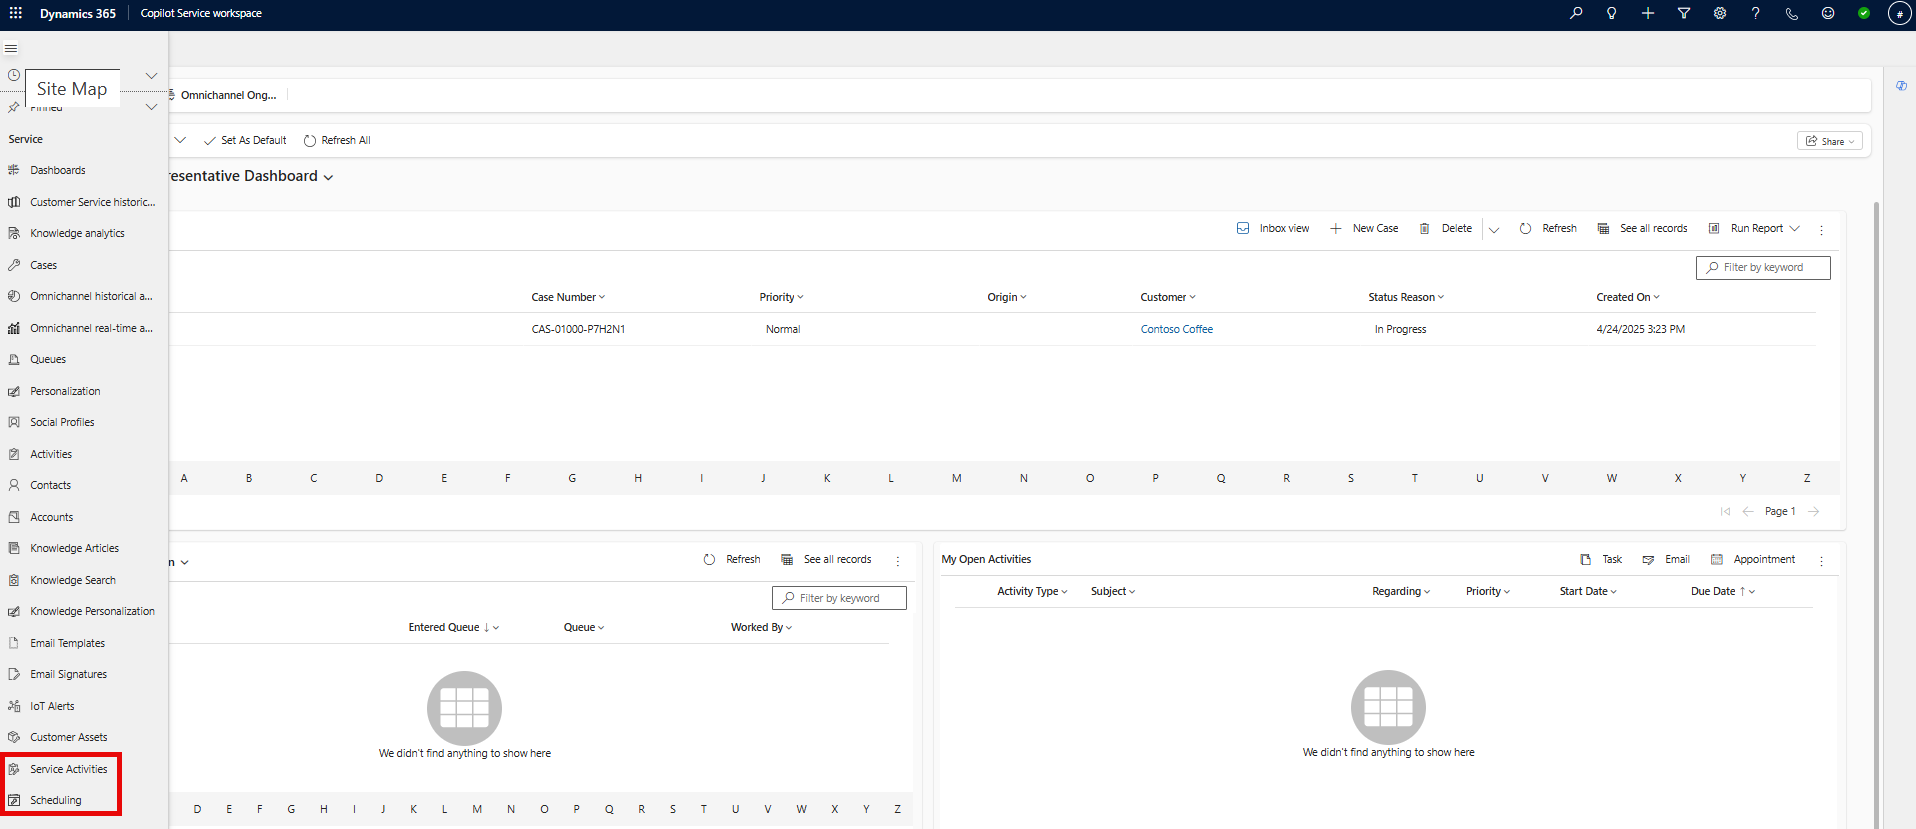 Dynamics 365 Copilot Service workspace
#
Site Map
Pinned
Omnichannel Ong...
Service
Set As Default Refresh All Share
resentative Dashboard
Dashboards
Customer Service historic...
Knowledge analytics
Cases
Omnichannel historical a...
Omnichannel real-time a...
Queues
Personalization
Social Profiles
Activities
Contacts
Accounts
Knowledge Articles
Knowledge Search
Knowledge Personalization
Email Templates
Email Signatures
IoT Alerts
Customer Assets
Service Activities
Scheduling
Inbox view New Case Delete Refresh See all records Run Report
Filter by keyword
Case Number Priority Origin Customer Status Reason Created On
CAS-01000-P7H2N1 Normal Contoso Coffee In Progress 4/24/2025 3:23 PM
A B C D E F G H I J K L M N O P Q R S T U V W X Y Z
Page 1
n Refresh See all records
Filter by keyword
Entered Queue ↓ Queue Worked By
We didn't find anything to show here
D E F G H I J K L M N O P Q R S T U V W X Y Z
My Open Activities Task Email Appointment
Activity Type Subject Regarding Priority Start Date Due Date ↑
We didn't find anything to show here